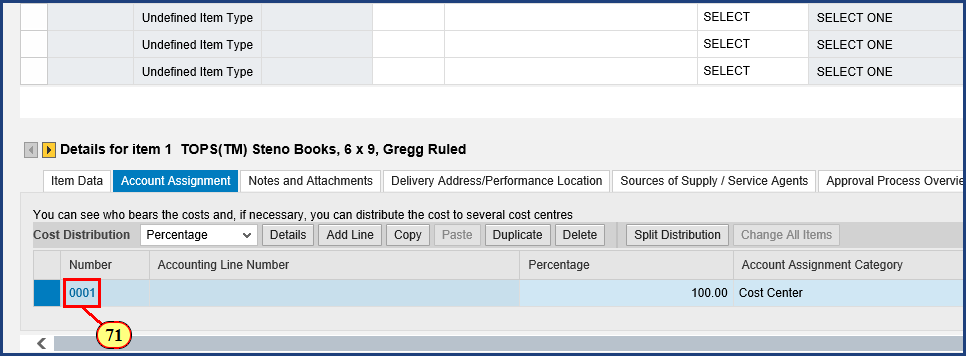 Undefined Item Type SELECT SELECT ONE
Undefined Item Type SELECT SELECT ONE
Undefined Item Type SELECT SELECT ONE
Details for item 1 TOPS(TM) Steno Books, 6 x 9, Gregg Ruled
Item Data Account Assignment Notes and Attachments Delivery Address/Performance Location Sources of Supply / Service Agents Approval Process Overvie
You can see who bears the costs and, if necessary, you can distribute the cost to several cost centres
Cost Distribution Percentage Details Add Line Copy Paste Duplicate Delete Split Distribution Change All Items
Number Accounting Line Number Percentage Account Assignment Category
0001 100.00 Cost Center
71